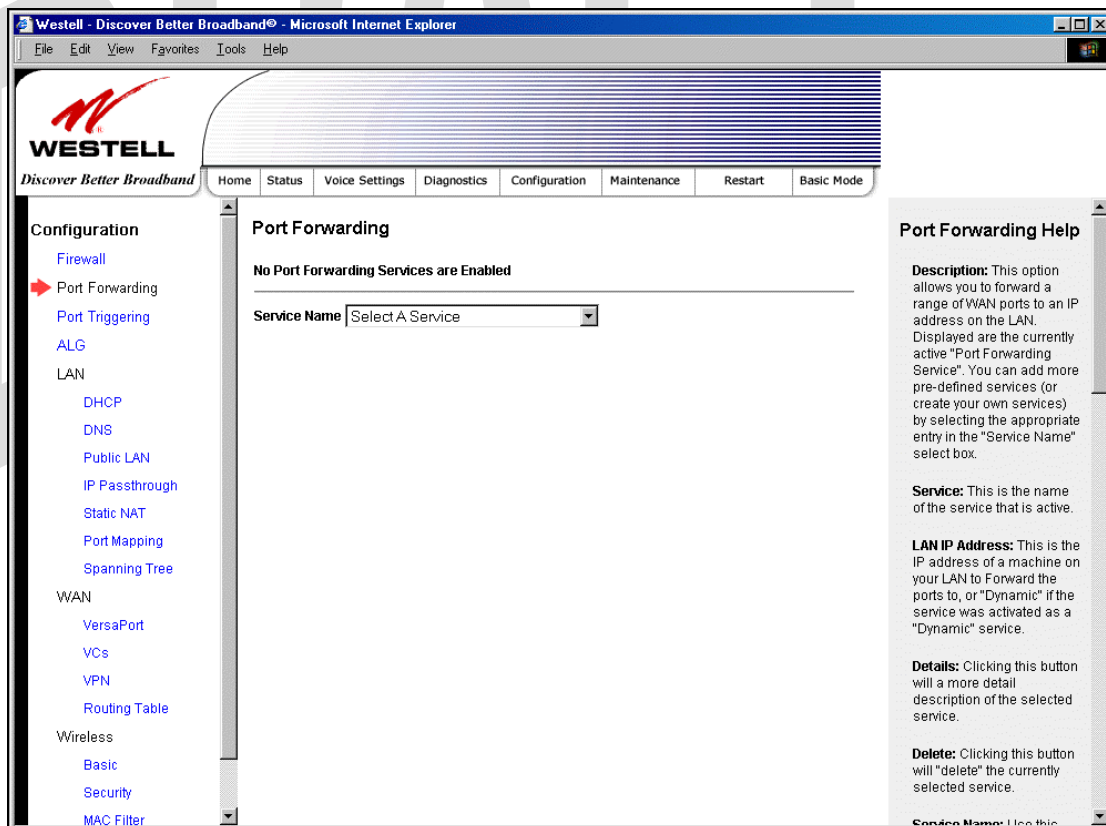 Westell - Discover Better Broadband® - Microsoft Internet Explorer
File Edit View Favorites Tools Help
WESTELL
Discover Better Broadband
Home Status Voice Settings Diagnostics Configuration Maintenance Restart Basic Mode
Configuration
Firewall
Port Forwarding
Port Triggering
ALG
LAN
DHCP
DNS
Public LAN
IP Passthrough
Static NAT
Port Mapping
Spanning Tree
WAN
VersaPort
VCs
VPN
Routing Table
Wireless
Basic
Security
MAC Filter
Port Forwarding
No Port Forwarding Services are Enabled
Service Name Select A Service
Port Forwarding Help
Description: This option
allows you to forward a
range of WAN ports to an IP
address on the LAN.
Displayed are the currently
active "Port Forwarding
Service". You can add more
pre-defined services (or
create your own services)
by selecting the appropriate
entry in the "Service Name"
select box.
Service: This is the name
of the service that is active.
LAN IP Address: This is the
IP address of a machine on
your LAN to Forward the
ports to, or "Dynamic" if the
service was activated as a
"Dynamic" service.
Details: Clicking this button
will a more detail
description of the selected
service.
Delete: Clicking this button
will "delete" the currently
selected service.
Service Name: Use this